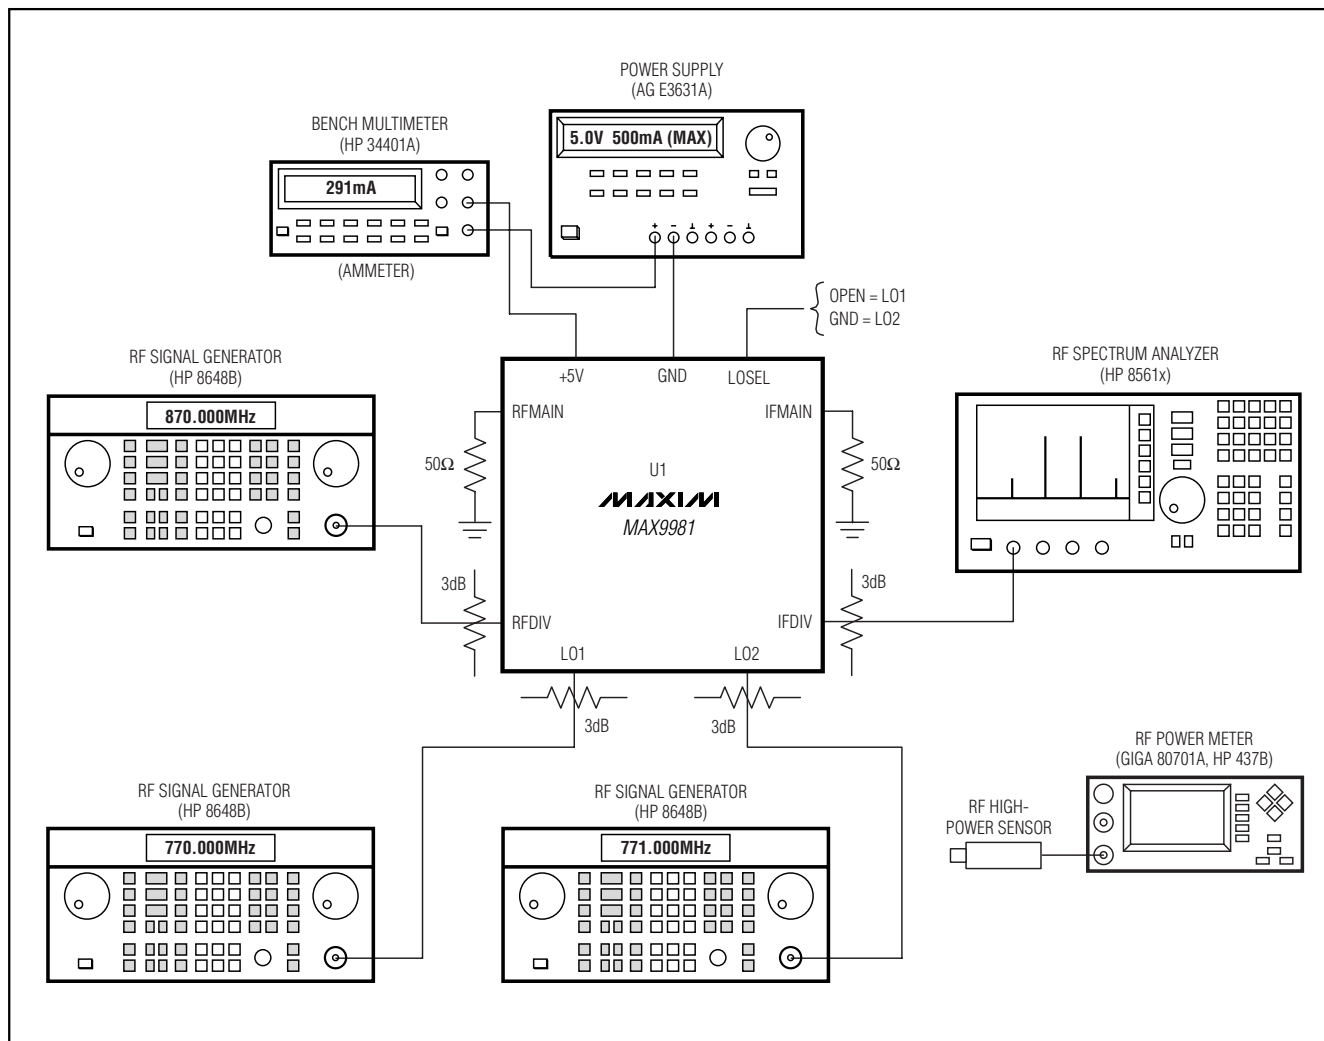 POWER SUPPLY
(AG E3631A)
5.0V 500mA (MAX)
+ − ⊥ + − ⊥
BENCH MULTIMETER
(HP 34401A)
291mA
(AMMETER)
OPEN = LO1
GND = LO2
RF SIGNAL GENERATOR
(HP 8648B)
870.000MHz
RF SPECTRUM ANALYZER
(HP 8561x)
+5V GND LOSEL
RFMAIN IFMAIN
50Ω
50Ω
U1
MAXIM
MAX9981
3dB
3dB
RFDIV IFDIV
LO1 LO2
3dB
3dB
RF SIGNAL GENERATOR
(HP 8648B)
770.000MHz
RF SIGNAL GENERATOR
(HP 8648B)
771.000MHz
RF POWER METER
(GIGA 80701A, HP 437B)
RF HIGH-
POWER SENSOR